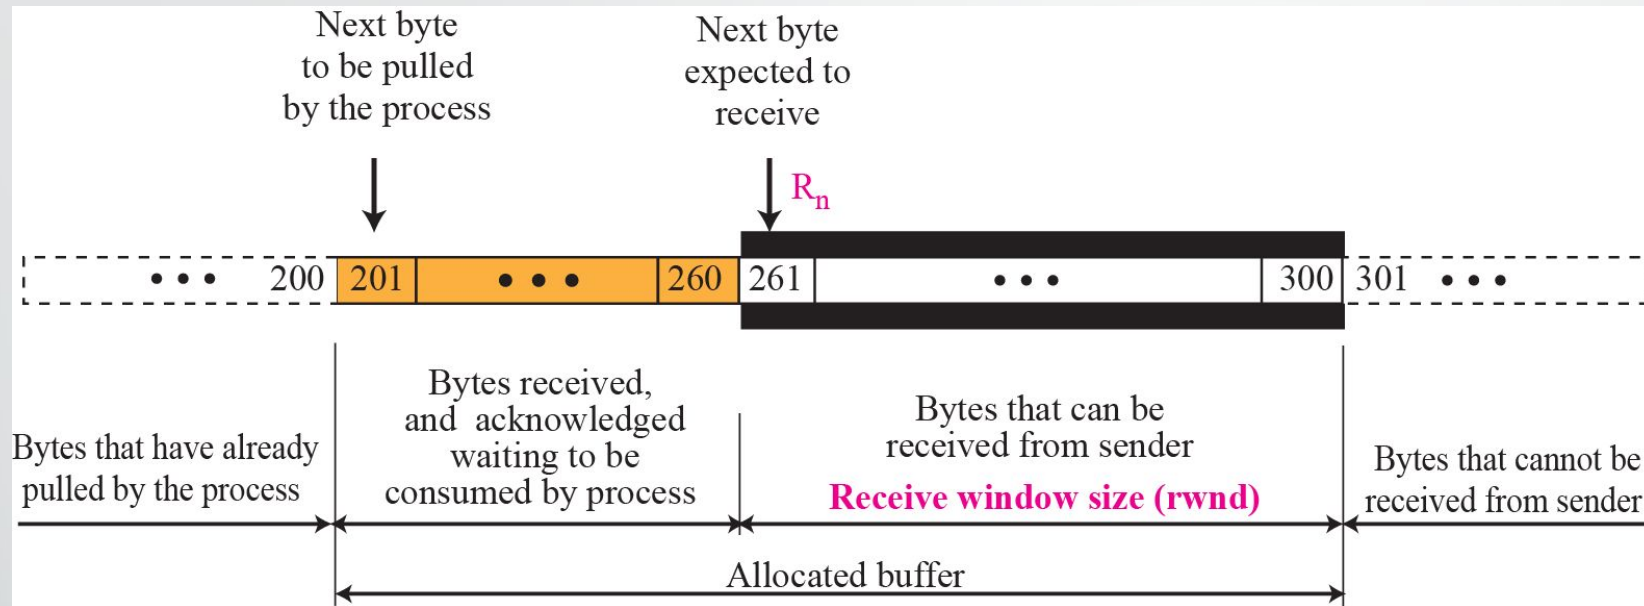 Next byte
to be pulled
by the process
Next byte
expected to
receive
Rn
••• 200 201 ••• 260 261 ••• 300 301 •••
Bytes that have already
pulled by the process
Bytes received,
and acknowledged
waiting to be
consumed by process
Bytes that can be
received from sender
Receive window size (rwnd)
Bytes that cannot be
received from sender
Allocated buffer